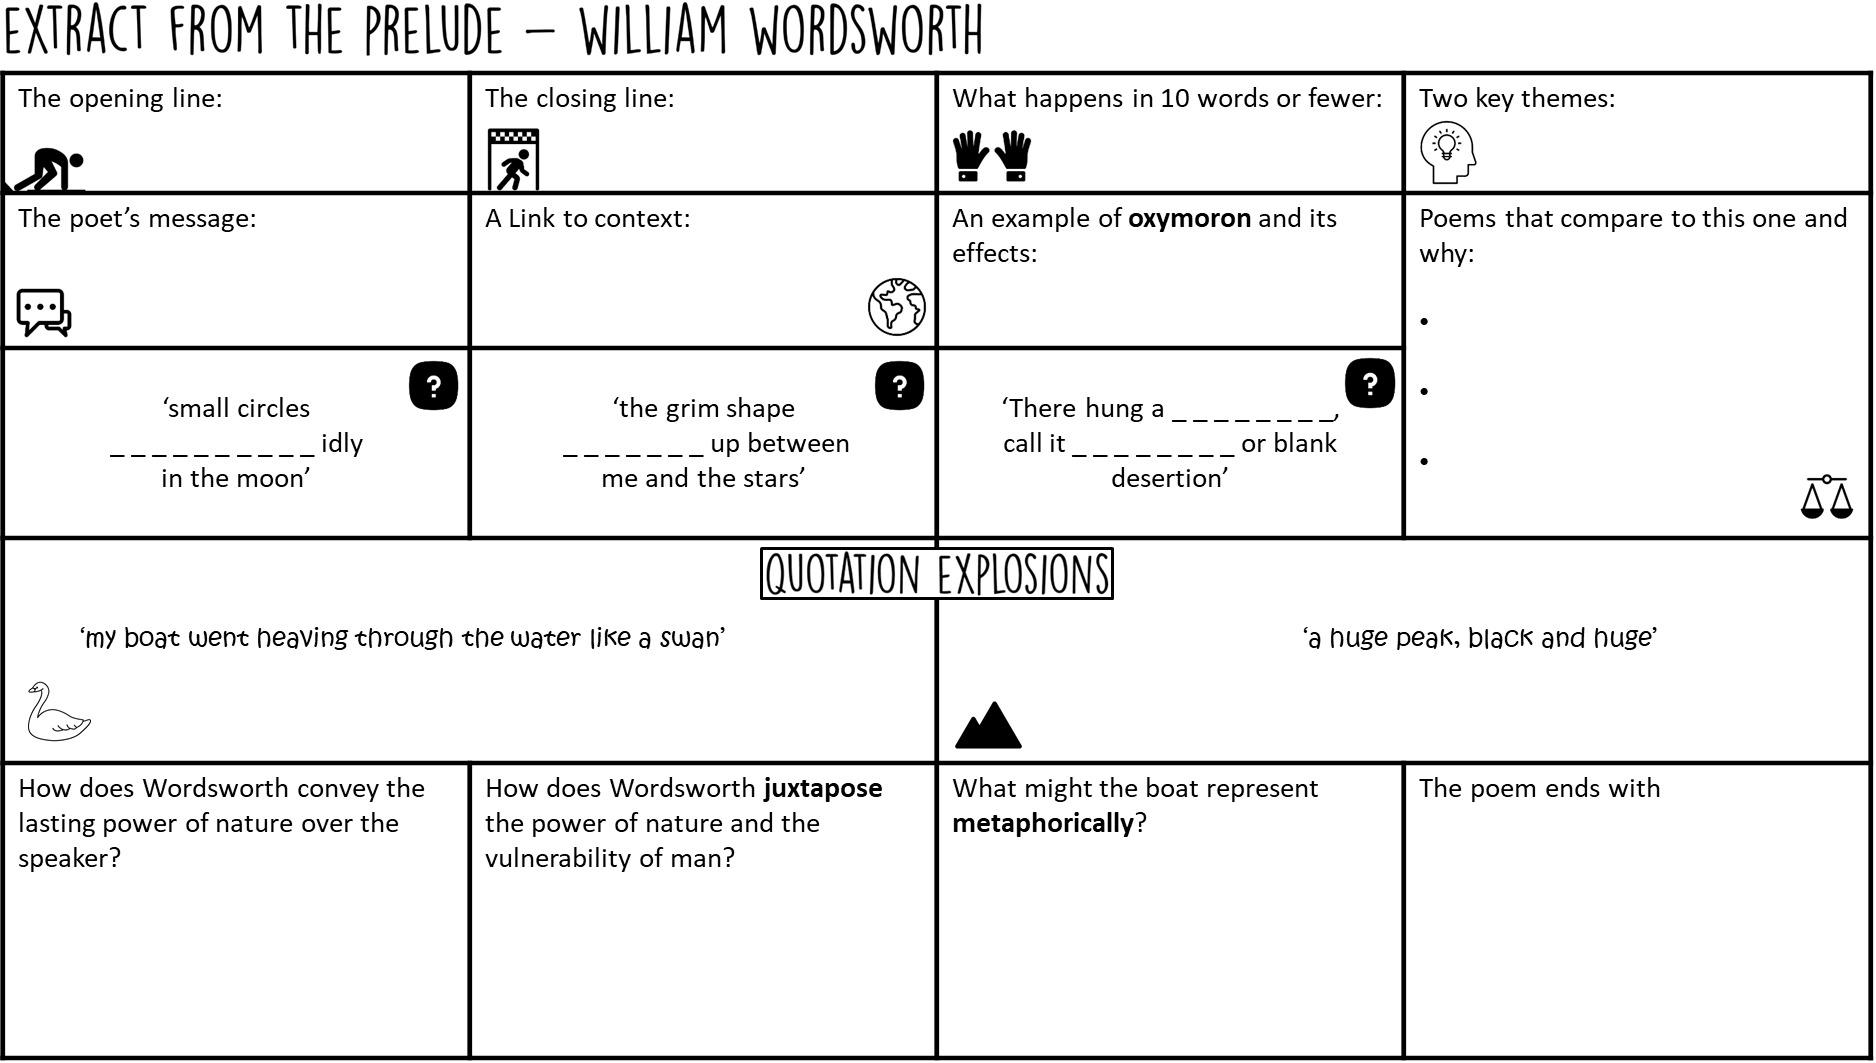 EXTRACT FROM THE PRELUDE – WILLIAM WORDSWORTH
The opening line:
The closing line:
What happens in 10 words or fewer:
Two key themes:
The poet’s message:
A Link to context:
An example of oxymoron and its
effects:
Poems that compare to this one and
why:
•
•
•
?
‘small circles
_ _ _ _ _ _ _ _ _ _ idly
in the moon’
?
‘the grim shape
_ _ _ _ _ _ _ up between
me and the stars’
?
‘There hung a _ _ _ _ _ _ _ _,
call it _ _ _ _ _ _ _ _ or blank
desertion’
QUOTATION EXPLOSIONS
‘my boat went heaving through the water like a swan’
‘a huge peak, black and huge’
How does Wordsworth convey the
lasting power of nature over the
speaker?
How does Wordsworth juxtapose
the power of nature and the
vulnerability of man?
What might the boat represent
metaphorically?
The poem ends with